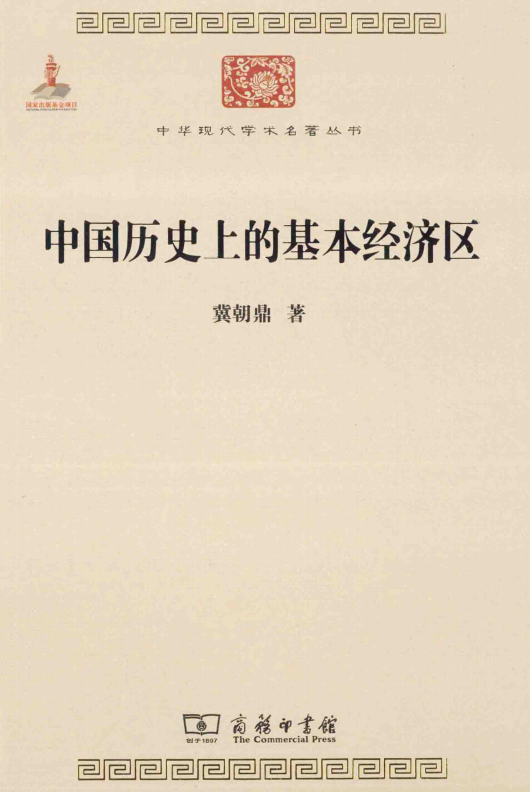 国家出版基金项目
中华现代学术名著丛书
中国历史上的基本经济区
冀朝鼎 著
创于1897
商務印書館
The Commercial Press